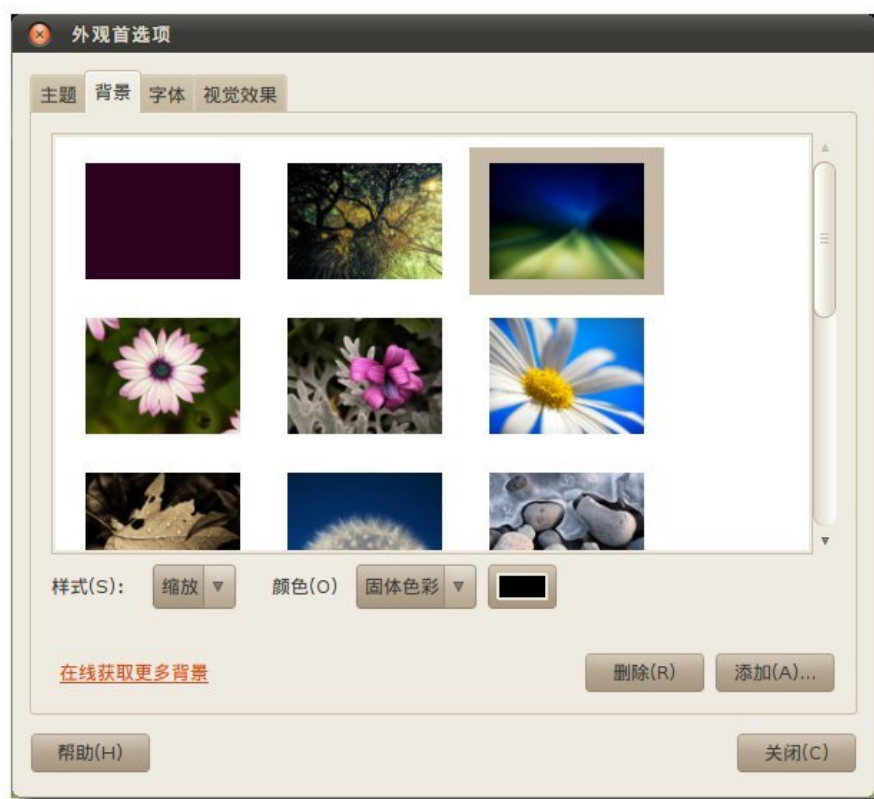 外观首选项
主题 背景 字体 视觉效果
样式(S): 缩放 颜色(O) 固体色彩
在线获取更多背景 删除(R) 添加(A)...
帮助(H) 关闭(C)